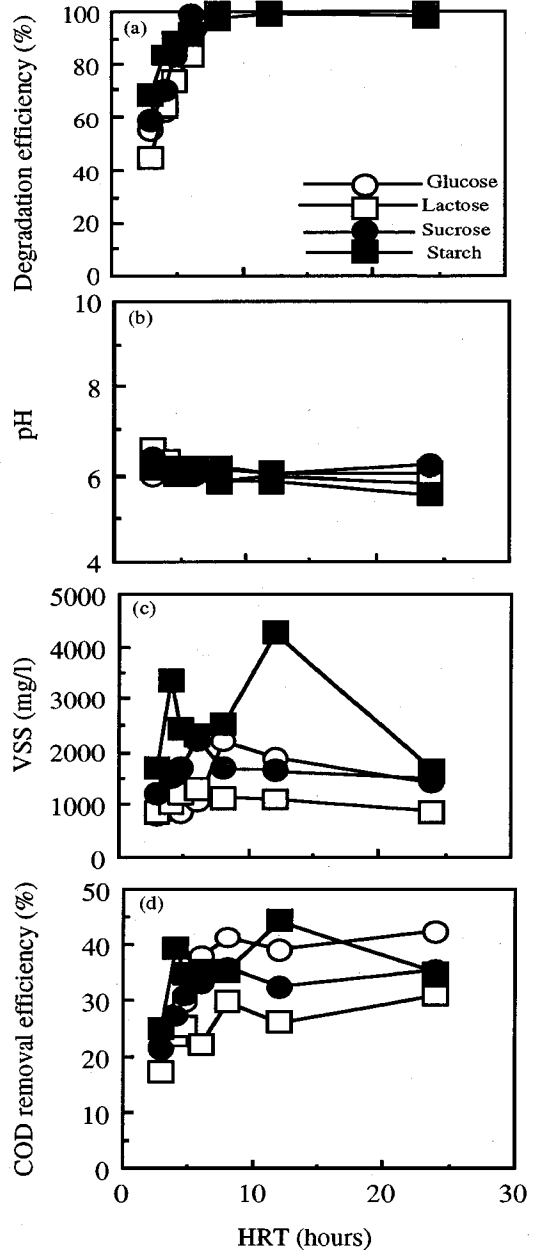 Degradation efficiency (%)
100
80
60
40
20
0
(a)
Glucose
Lactose
Sucrose
Starch
pH
10
8
6
4
(b)
VSS (mg/l)
5000
4000
3000
2000
1000
0
(c)
COD removal efficiency (%)
50
40
30
20
10
0
(d)
0
10
20
30
HRT (hours)